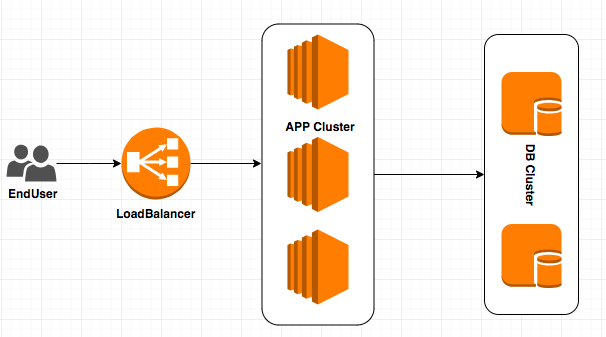 EndUser
LoadBalancer
APP Cluster
DB Cluster